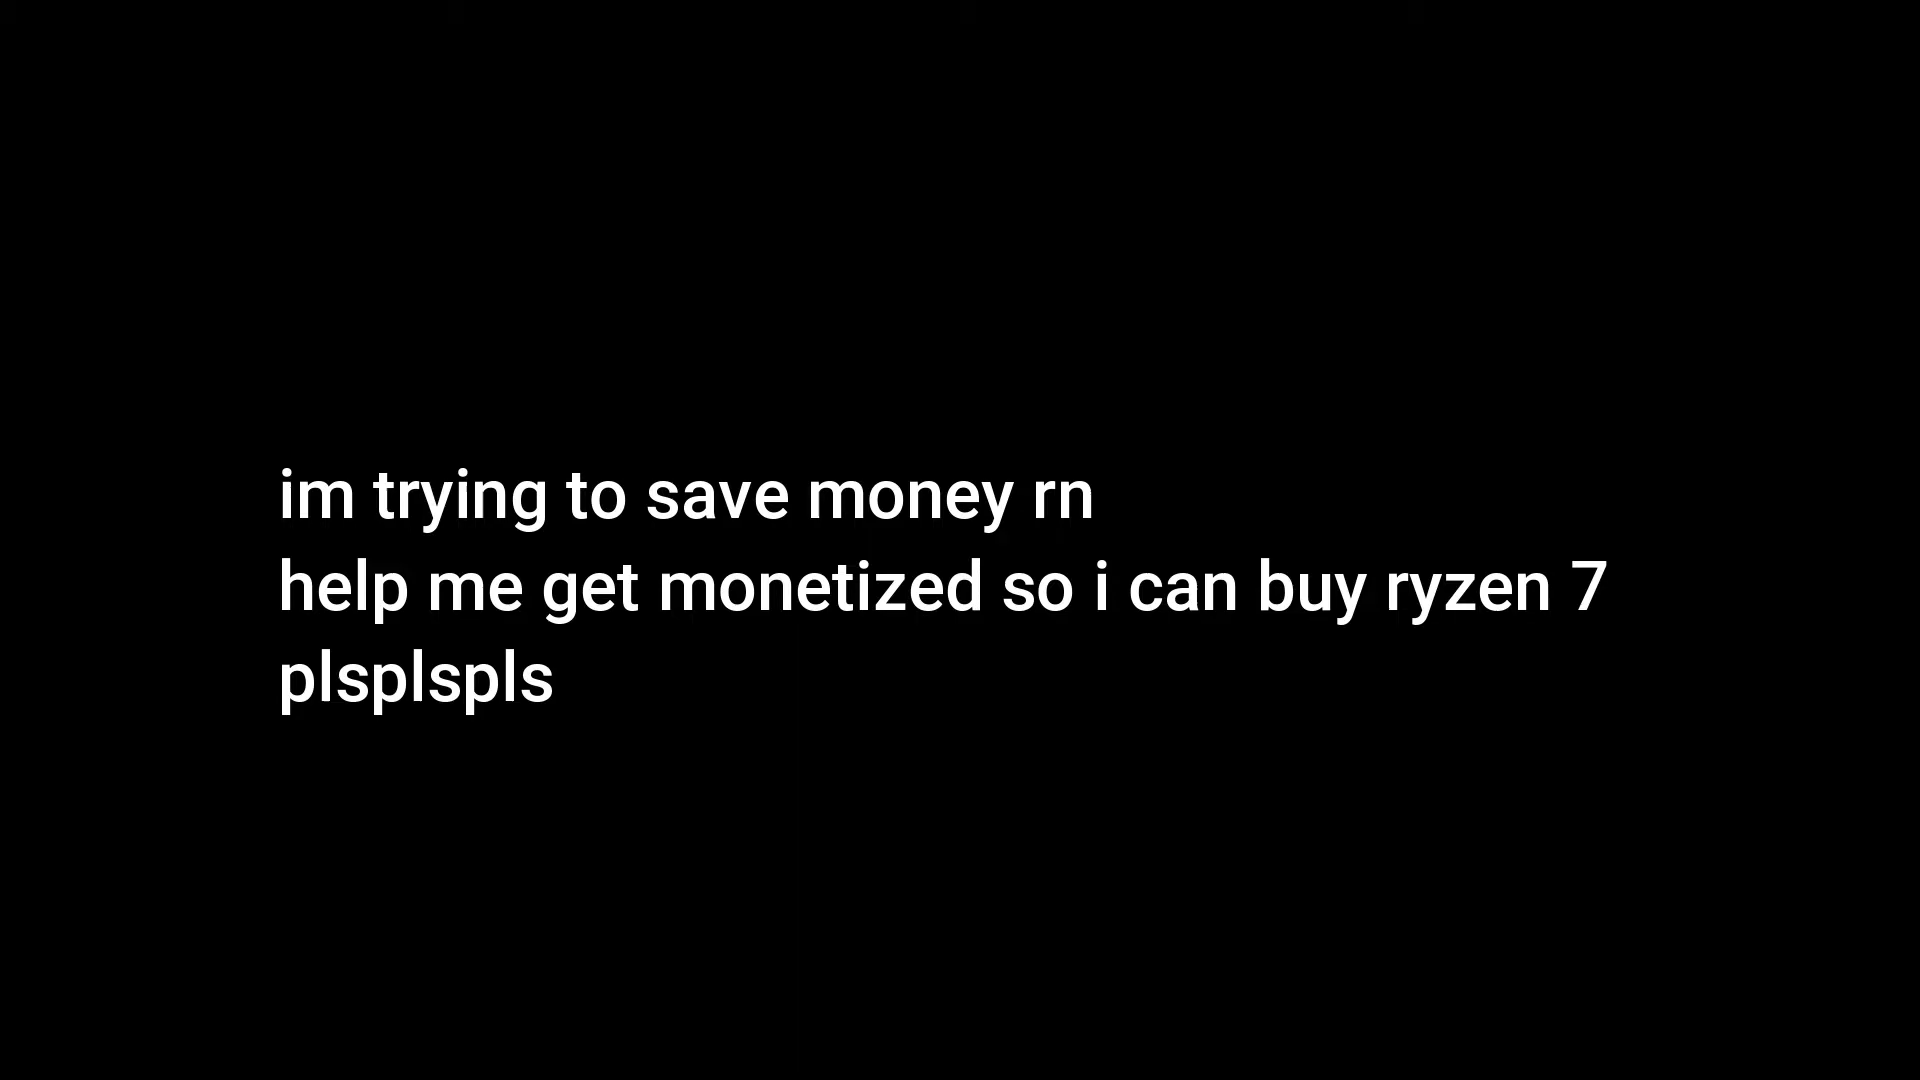 im trying to save money rn
help me get monetized so i can buy ryzen 7
plsplspls